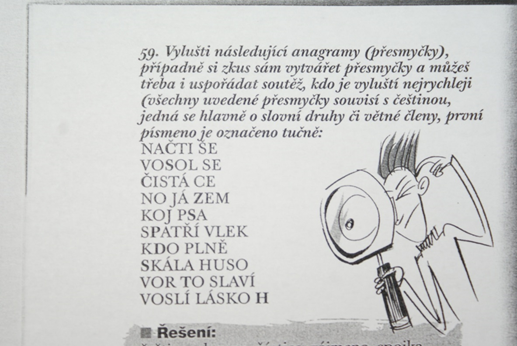 59. Vylušti následující anagramy (přesmyčky),
případně si zkus sám vytvářet přesmyčky a můžeš
třeba i uspořádat soutěž, kdo je vyluští nejrychleji
(všechny uvedené přesmyčky souvisí s češtinou,
jedná se hlavně o slovní druhy či větné členy, první
písmeno je označeno tučně:
NAČTI ŠE
VOSOL SE
ČISTÁ CE
NO JÁ ZEM
KOJ PSA
SPATŘÍ VLEK
KDO PLNĚ
SKÁLA HUSO
VOR TO SLAVÍ
VOSLÍ LÁSKO H
Řešení: